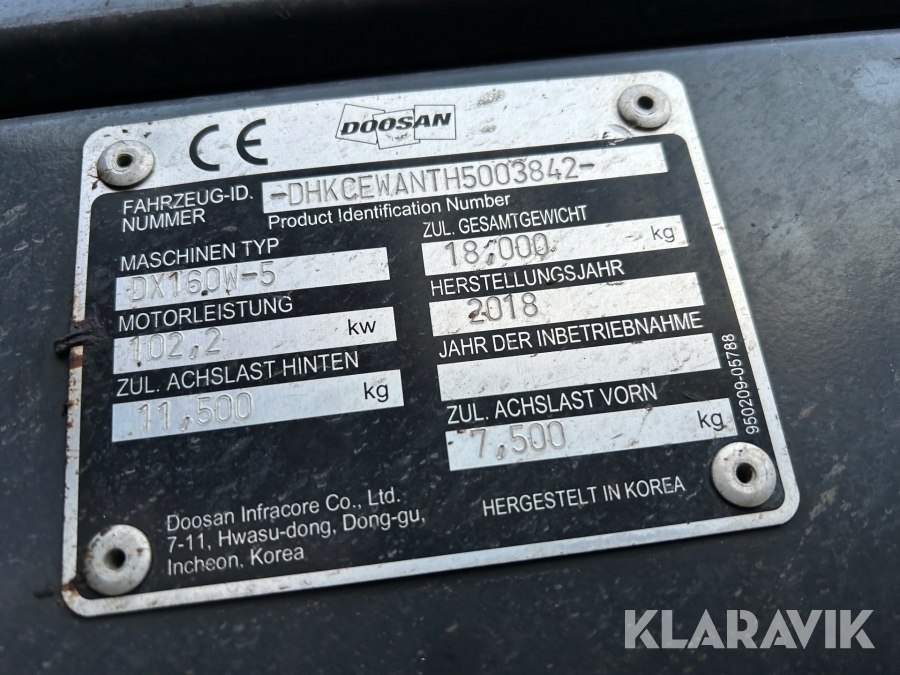 CE
DOOSAN
FAHRZEUG-ID. NUMMER
-DHKCEWANTH5003842-
Product Identification Number
MASCHINEN TYP
DX160W-5
MOTORLEISTUNG
102,2 kw
ZUL. ACHSLAST HINTEN
11,500 kg
ZUL. GESAMTGEWICHT
18,000 kg
HERSTELLUNGSJAHR
2018
JAHR DER INBETRIEBNAHME
ZUL. ACHSLAST VORN
7,500 kg
950209-05788
Doosan Infracore Co., Ltd.
7-11, Hwasu-dong, Dong-gu,
Incheon, Korea
HERGESTELT IN KOREA
KLARAVIK